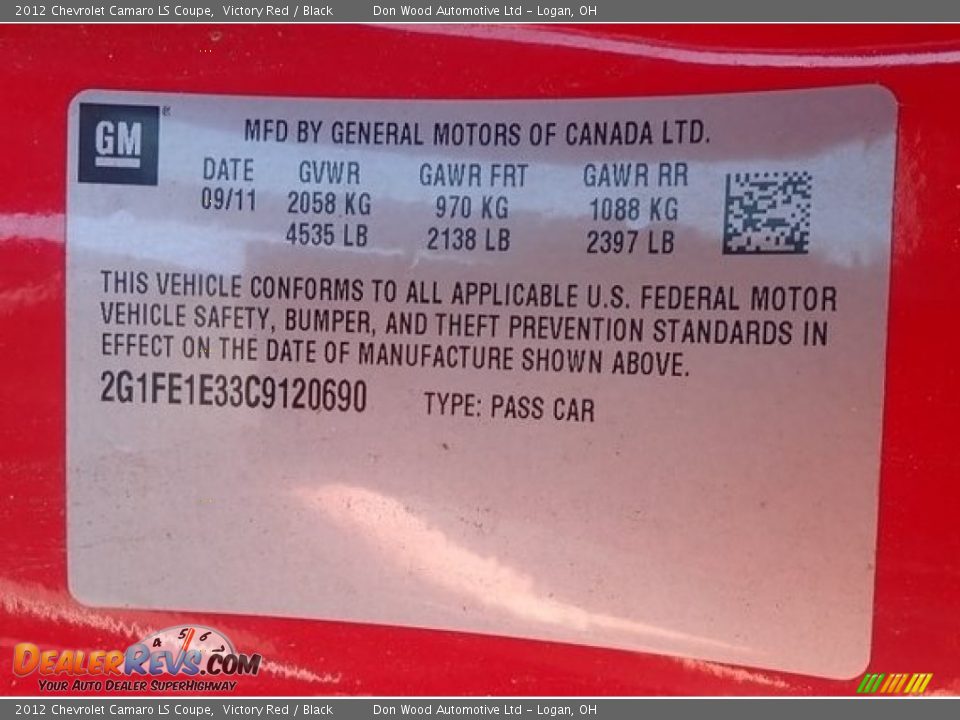 2012 Chevrolet Camaro LS Coupe, Victory Red / Black Don Wood Automotive Ltd - Logan, OH
GM
MFD BY GENERAL MOTORS OF CANADA LTD.
DATE GVWR GAWR FRT GAWR RR
09/11 2058 KG 970 KG 1088 KG
4535 LB 2138 LB 2397 LB
THIS VEHICLE CONFORMS TO ALL APPLICABLE U.S. FEDERAL MOTOR
VEHICLE SAFETY, BUMPER, AND THEFT PREVENTION STANDARDS IN
EFFECT ON THE DATE OF MANUFACTURE SHOWN ABOVE.
2G1FE1E33C9120690 TYPE: PASS CAR
4 5 6
DEALERREVS.COM
YOUR AUTO DEALER SUPERHIGHWAY
2012 Chevrolet Camaro LS Coupe, Victory Red / Black Don Wood Automotive Ltd - Logan, OH